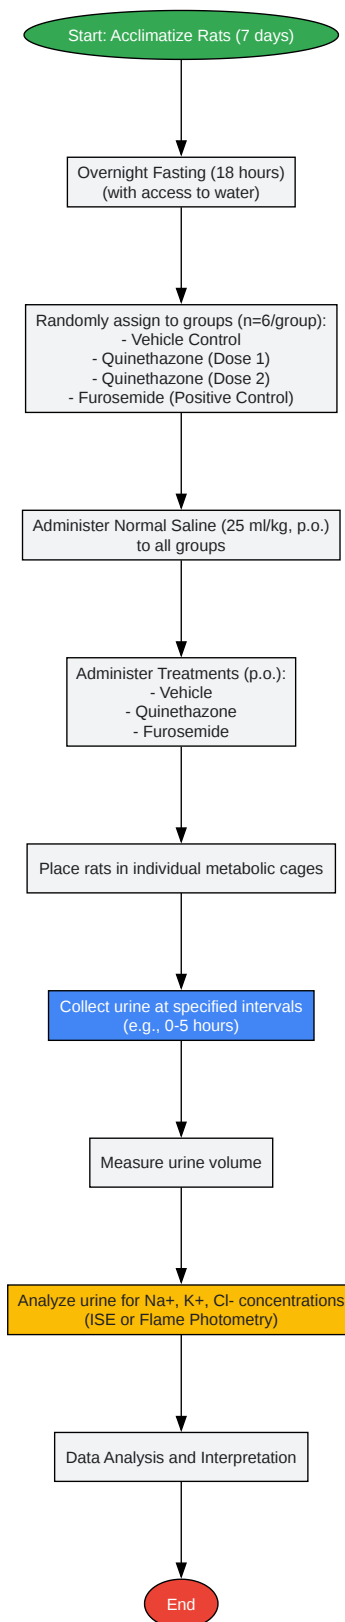 Start: Acclimatize Rats (7 days)
Overnight Fasting (18 hours)
(with access to water)
Randomly assign to groups (n=6/group):
- Vehicle Control
- Quinethazone (Dose 1)
- Quinethazone (Dose 2)
- Furosemide (Positive Control)
Administer Normal Saline (25 ml/kg, p.o.)
to all groups
Administer Treatments (p.o.):
- Vehicle
- Quinethazone
- Furosemide
Place rats in individual metabolic cages
Collect urine at specified intervals
(e.g., 0-5 hours)
Measure urine volume
Analyze urine for Na+, K+, Cl- concentrations
(ISE or Flame Photometry)
Data Analysis and Interpretation
End